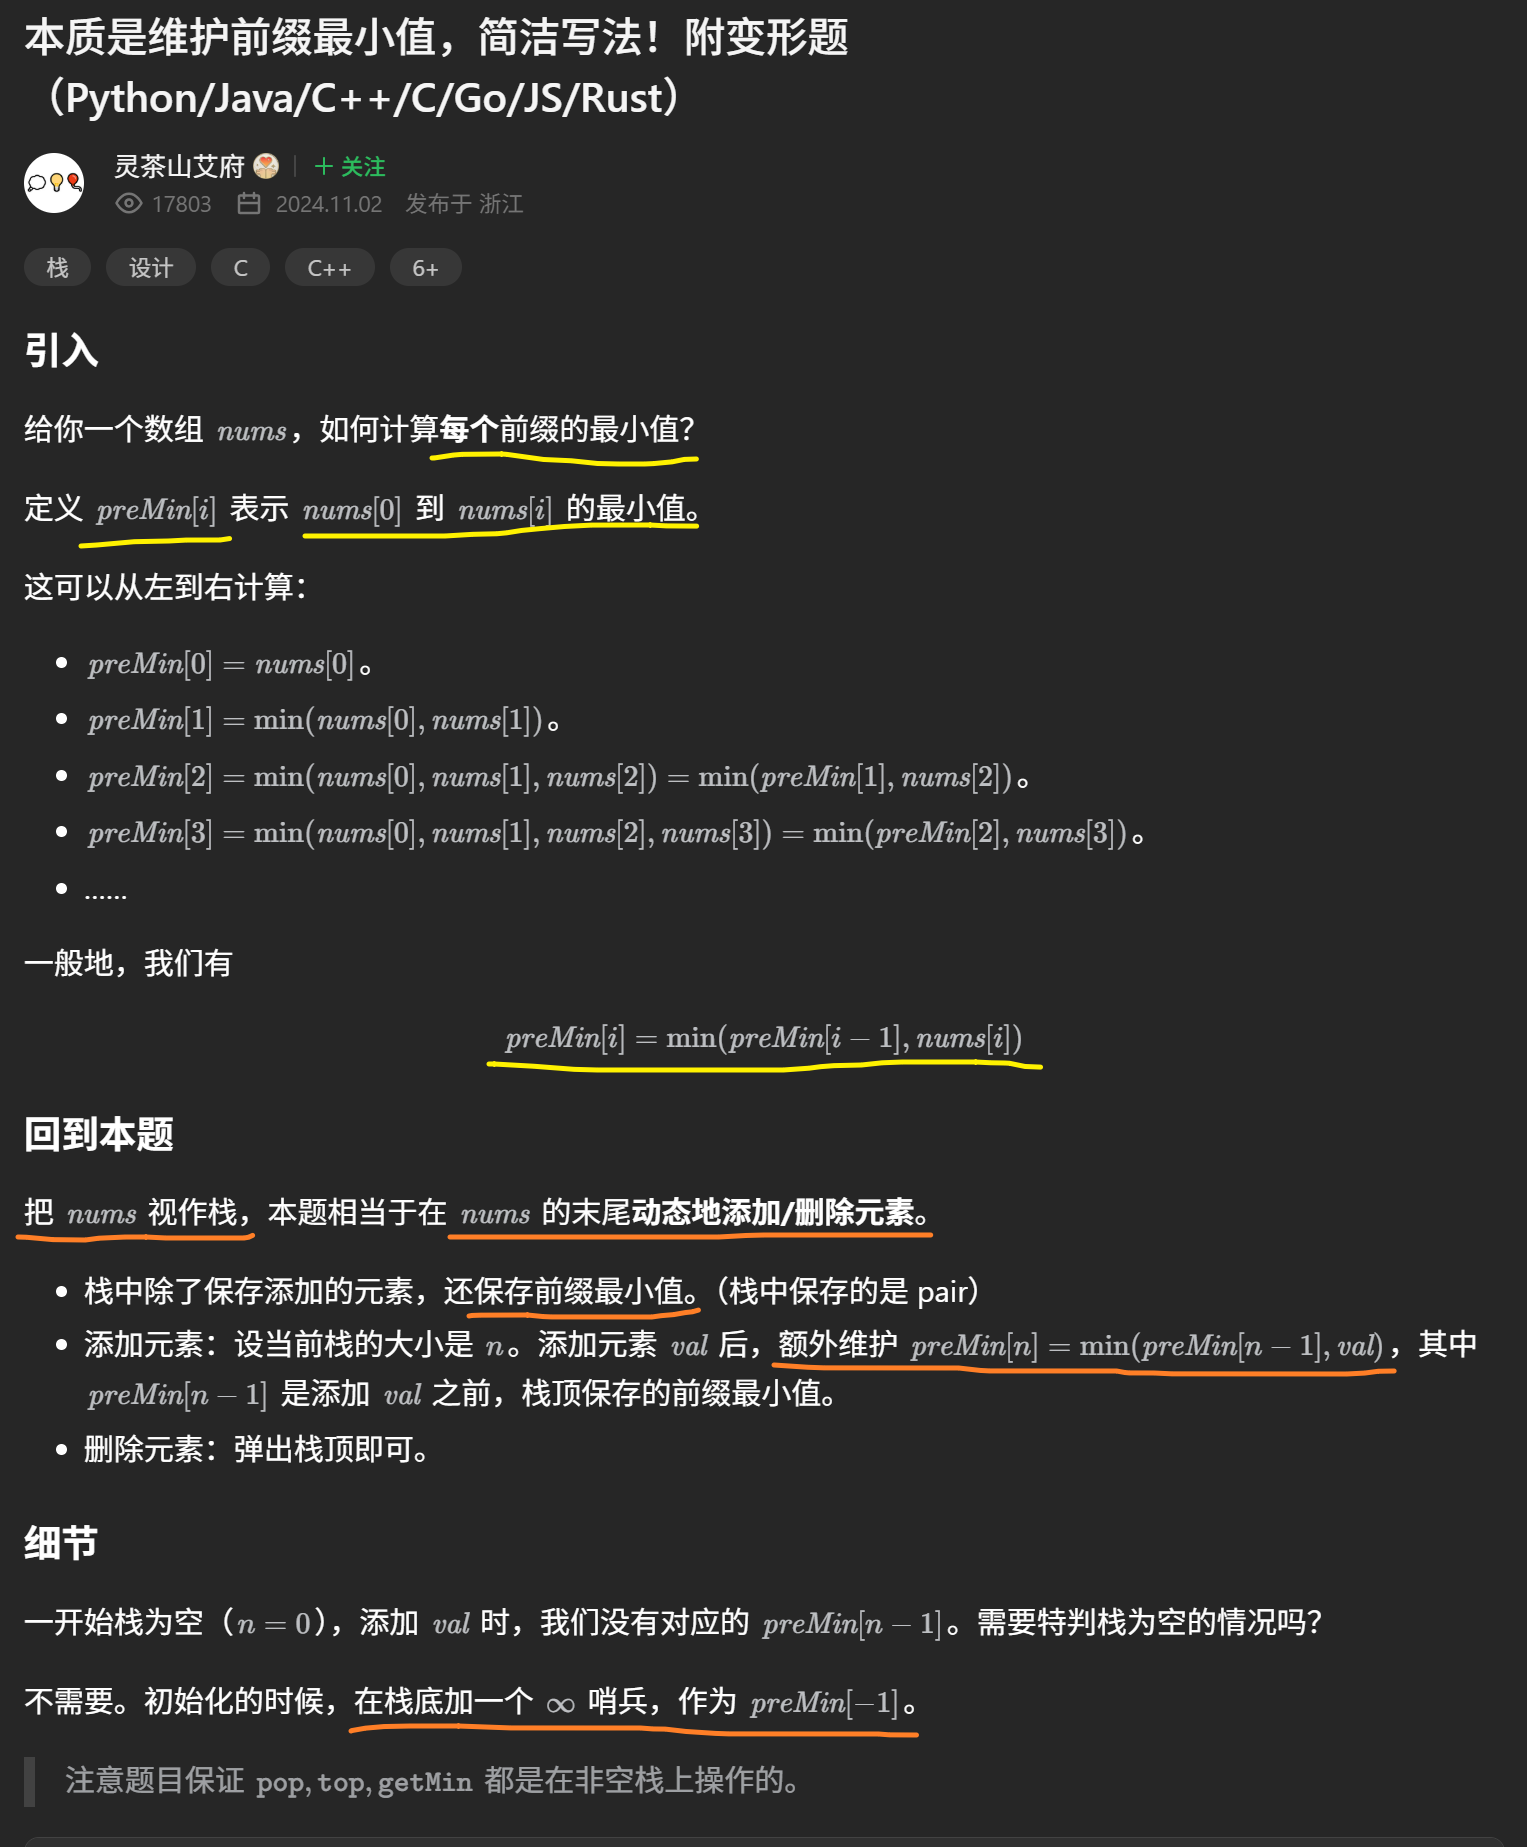 本质是维护前缀最小值，简洁写法！附变形题
（Python/Java/C++/C/Go/JS/Rust）
灵茶山艾府 + 关注
17803 2024.11.02 发布于 浙江
栈 设计 C C++ 6+
引入
给你一个数组 nums，如何计算每个前缀的最小值？
定义 preMin[i] 表示 nums[0] 到 nums[i] 的最小值。
这可以从左到右计算：
• preMin[0] = nums[0]。
• preMin[1] = min(nums[0], nums[1])。
• preMin[2] = min(nums[0], nums[1], nums[2]) = min(preMin[1], nums[2])。
• preMin[3] = min(nums[0], nums[1], nums[2], nums[3]) = min(preMin[2], nums[3])。
• ……
一般地，我们有
preMin[i] = min(preMin[i − 1], nums[i])
回到本题
把 nums 视作栈，本题相当于在 nums 的末尾动态地添加/删除元素。
• 栈中除了保存添加的元素，还保存前缀最小值。（栈中保存的是 pair）
• 添加元素：设当前栈的大小是 n。添加元素 val 后，额外维护 preMin[n] = min(preMin[n − 1], val)，其中
preMin[n − 1] 是添加 val 之前，栈顶保存的前缀最小值。
• 删除元素：弹出栈顶即可。
细节
一开始栈为空（n = 0），添加 val 时，我们没有对应的 preMin[n − 1]。需要特判栈为空的情况吗？
不需要。初始化的时候，在栈底加一个 ∞ 哨兵，作为 preMin[−1]。
注意题目保证 pop, top, getMin 都是在非空栈上操作的。